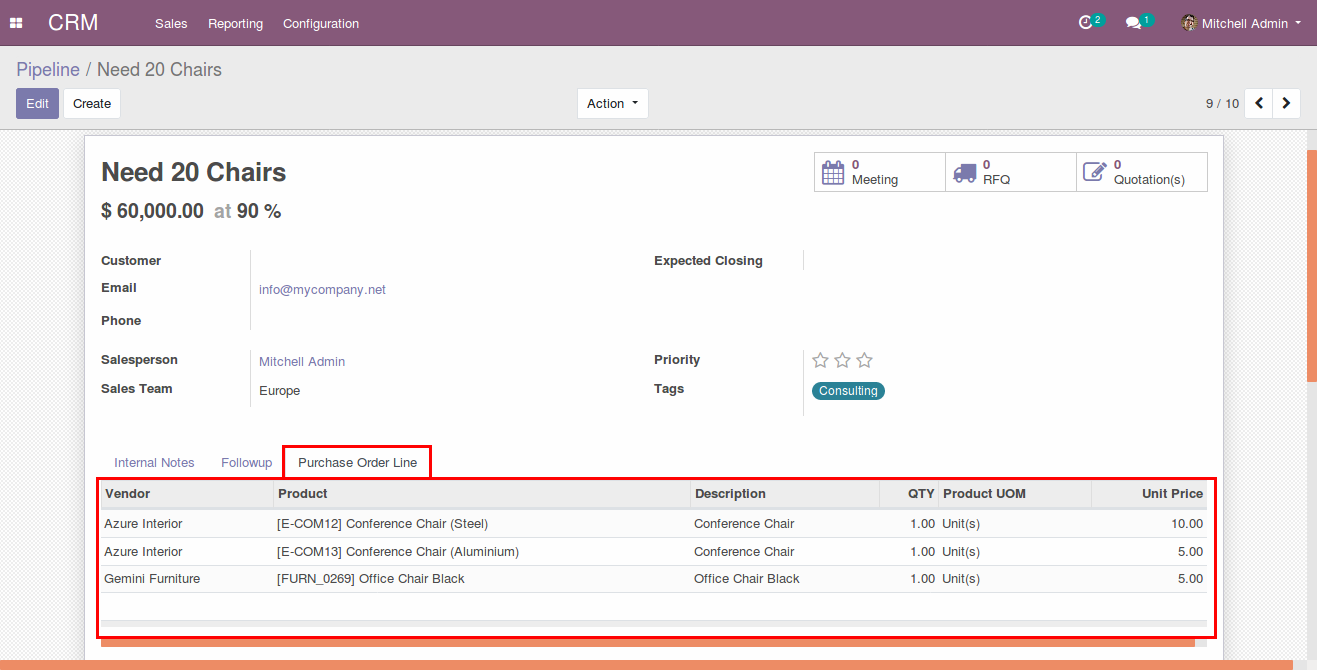 CRM Sales Reporting Configuration 2 1 Mitchell Admin
Pipeline / Need 20 Chairs
Edit Create Action 9 / 10
Need 20 Chairs
0 Meeting
0 RFQ
0 Quotation(s)
$ 60,000.00 at 90 %
Customer
Expected Closing
Email info@mycompany.net
Phone
Salesperson Mitchell Admin
Priority
Sales Team Europe
Tags Consulting
Internal Notes Followup Purchase Order Line
Vendor Product Description QTY Product UOM Unit Price
Azure Interior [E-COM12] Conference Chair (Steel) Conference Chair 1.00 Unit(s) 10.00
Azure Interior [E-COM13] Conference Chair (Aluminium) Conference Chair 1.00 Unit(s) 5.00
Gemini Furniture [FURN_0269] Office Chair Black Office Chair Black 1.00 Unit(s) 5.00